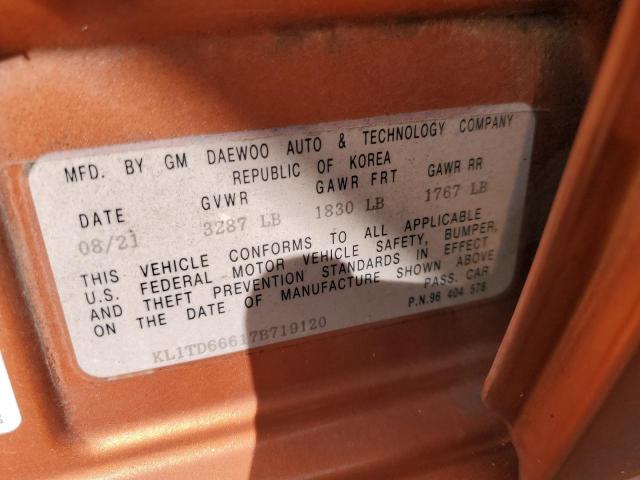 MFD. BY GM DAEWOO AUTO & TECHNOLOGY COMPANY
REPUBLIC OF KOREA
DATE GVWR GAWR FRT GAWR RR
08/21 3287 LB 1830 LB 1767 LB
THIS VEHICLE CONFORMS TO ALL APPLICABLE
U.S. FEDERAL MOTOR VEHICLE SAFETY, BUMPER,
AND THEFT PREVENTION STANDARDS IN EFFECT
ON THE DATE OF MANUFACTURE SHOWN ABOVE
PASS. CAR
KL1TD66617B719120
P.N.96 404 578